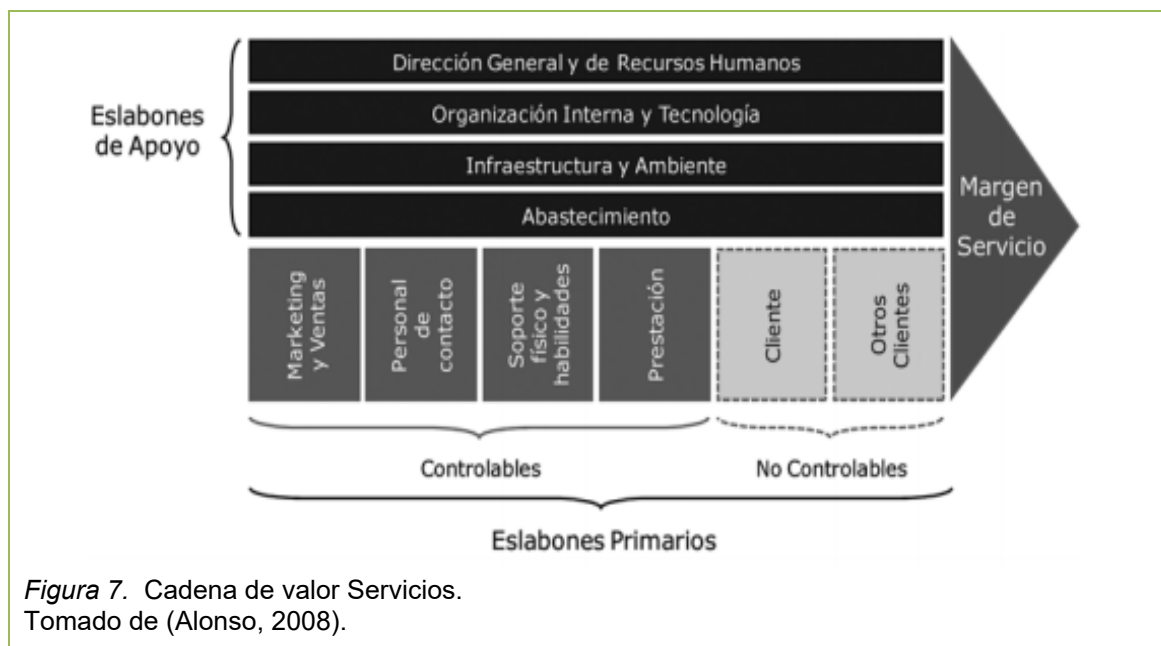 Dirección General y de Recursos Humanos
Organización Interna y Tecnología
Infraestructura y Ambiente
Abastecimiento
Eslabones
de Apoyo
Margen
de
Servicio
Marketing
y Ventas
Personal
de
contacto
Soporte
físico y
habilidades
Prestación
Cliente
Otros
Clientes
Controlables
No Controlables
Eslabones Primarios
Figura 7. Cadena de valor Servicios.
Tomado de (Alonso, 2008).